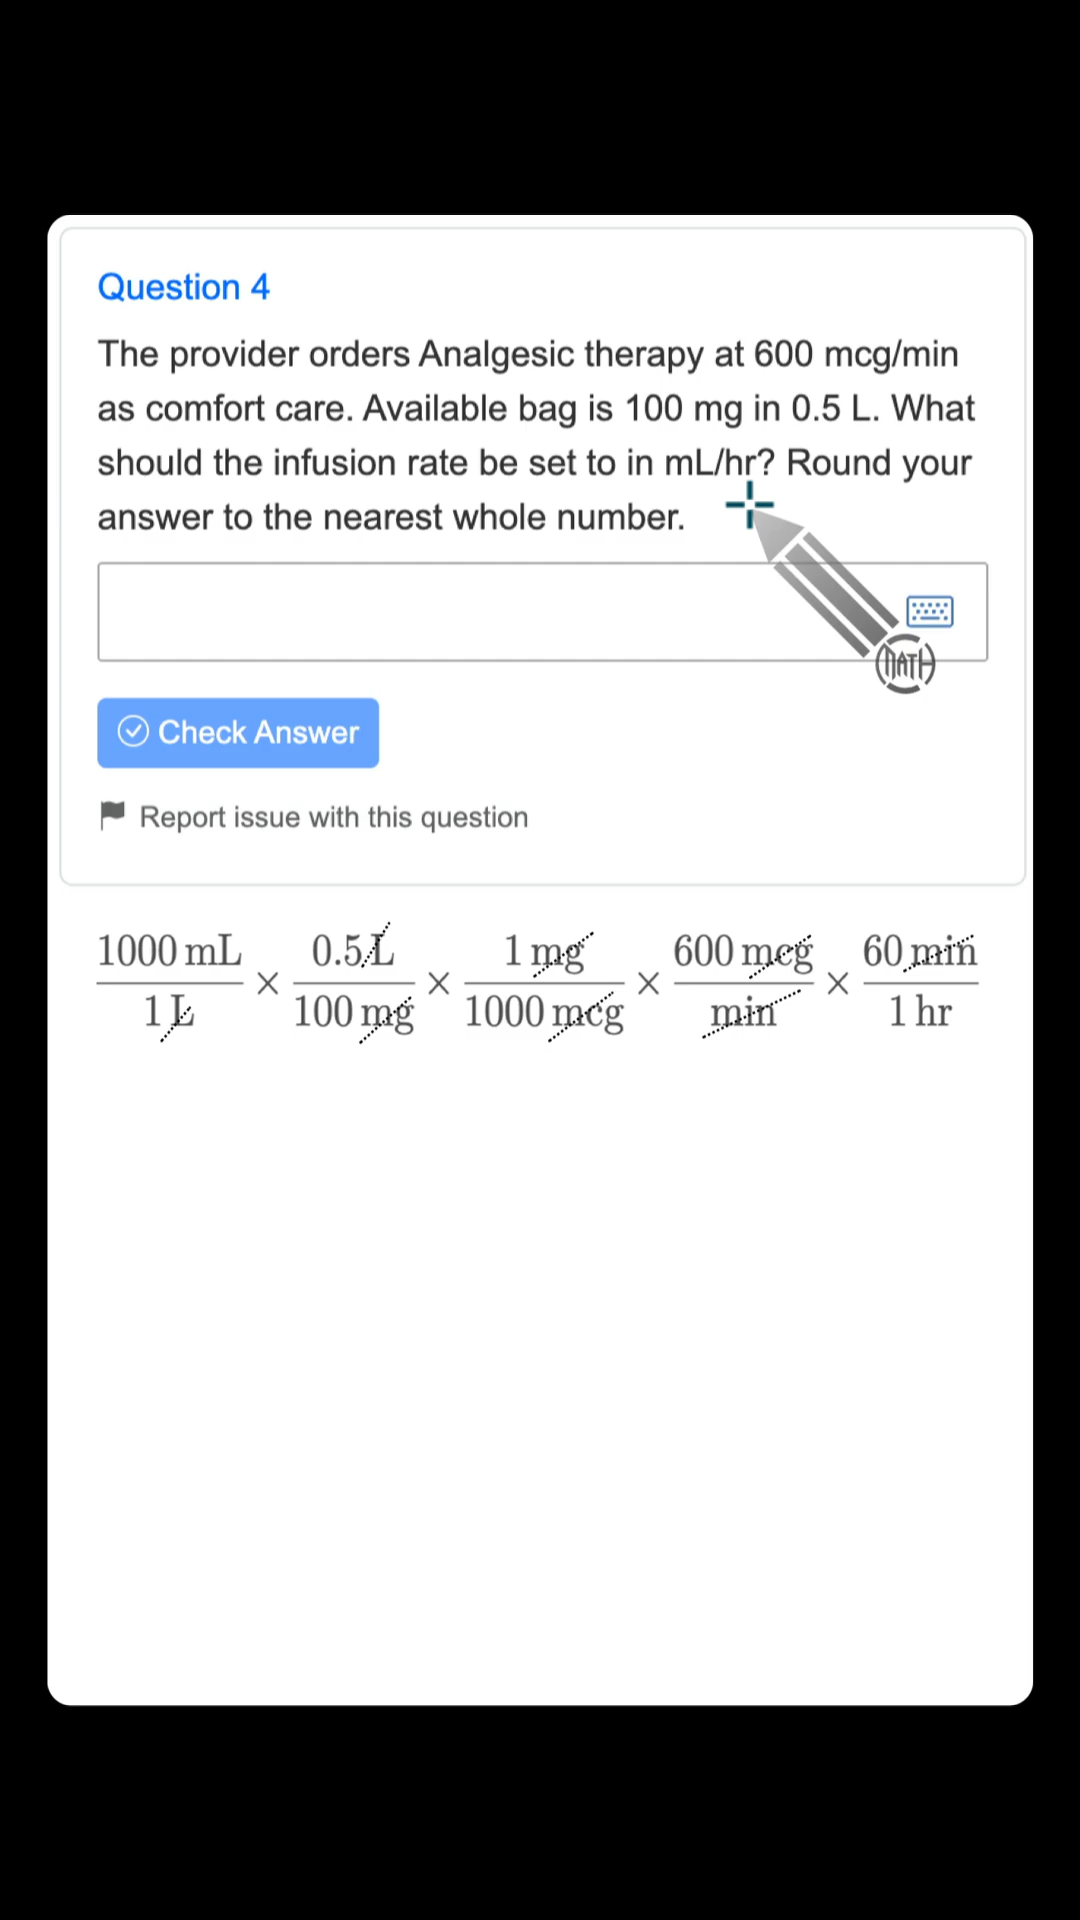 Question 4
The provider orders Analgesic therapy at 600 mcg/min
as comfort care. Available bag is 100 mg in 0.5 L. What
should the infusion rate be set to in mL/hr? Round your
answer to the nearest whole number.
MATH
Check Answer
Report issue with this question
1000 mL / 1 L × 0.5 L / 100 mg × 1 mg / 1000 mcg × 600 mcg / min × 60 min / 1 hr